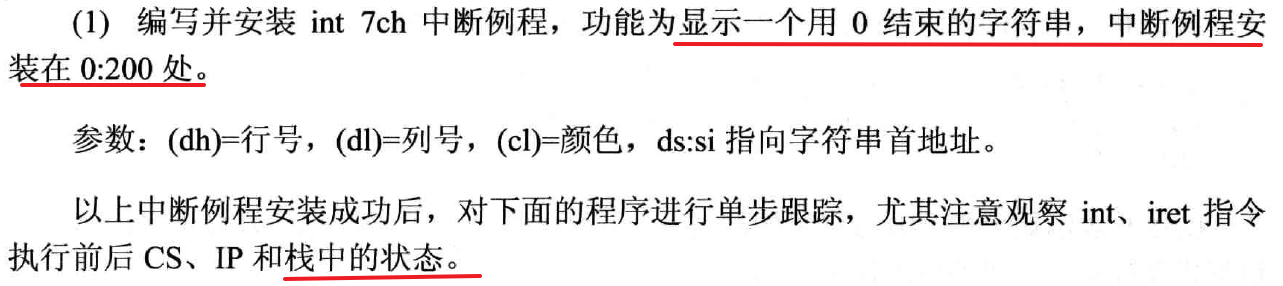 (1) 编写并安装 int 7ch 中断例程，功能为显示一个用 0 结束的字符串，中断例程安
装在 0:200 处。
参数：(dh)=行号，(dl)=列号，(cl)=颜色，ds:si 指向字符串首地址。
以上中断例程安装成功后，对下面的程序进行单步跟踪，尤其注意观察 int、iret 指令
执行前后 CS、IP 和栈中的状态。